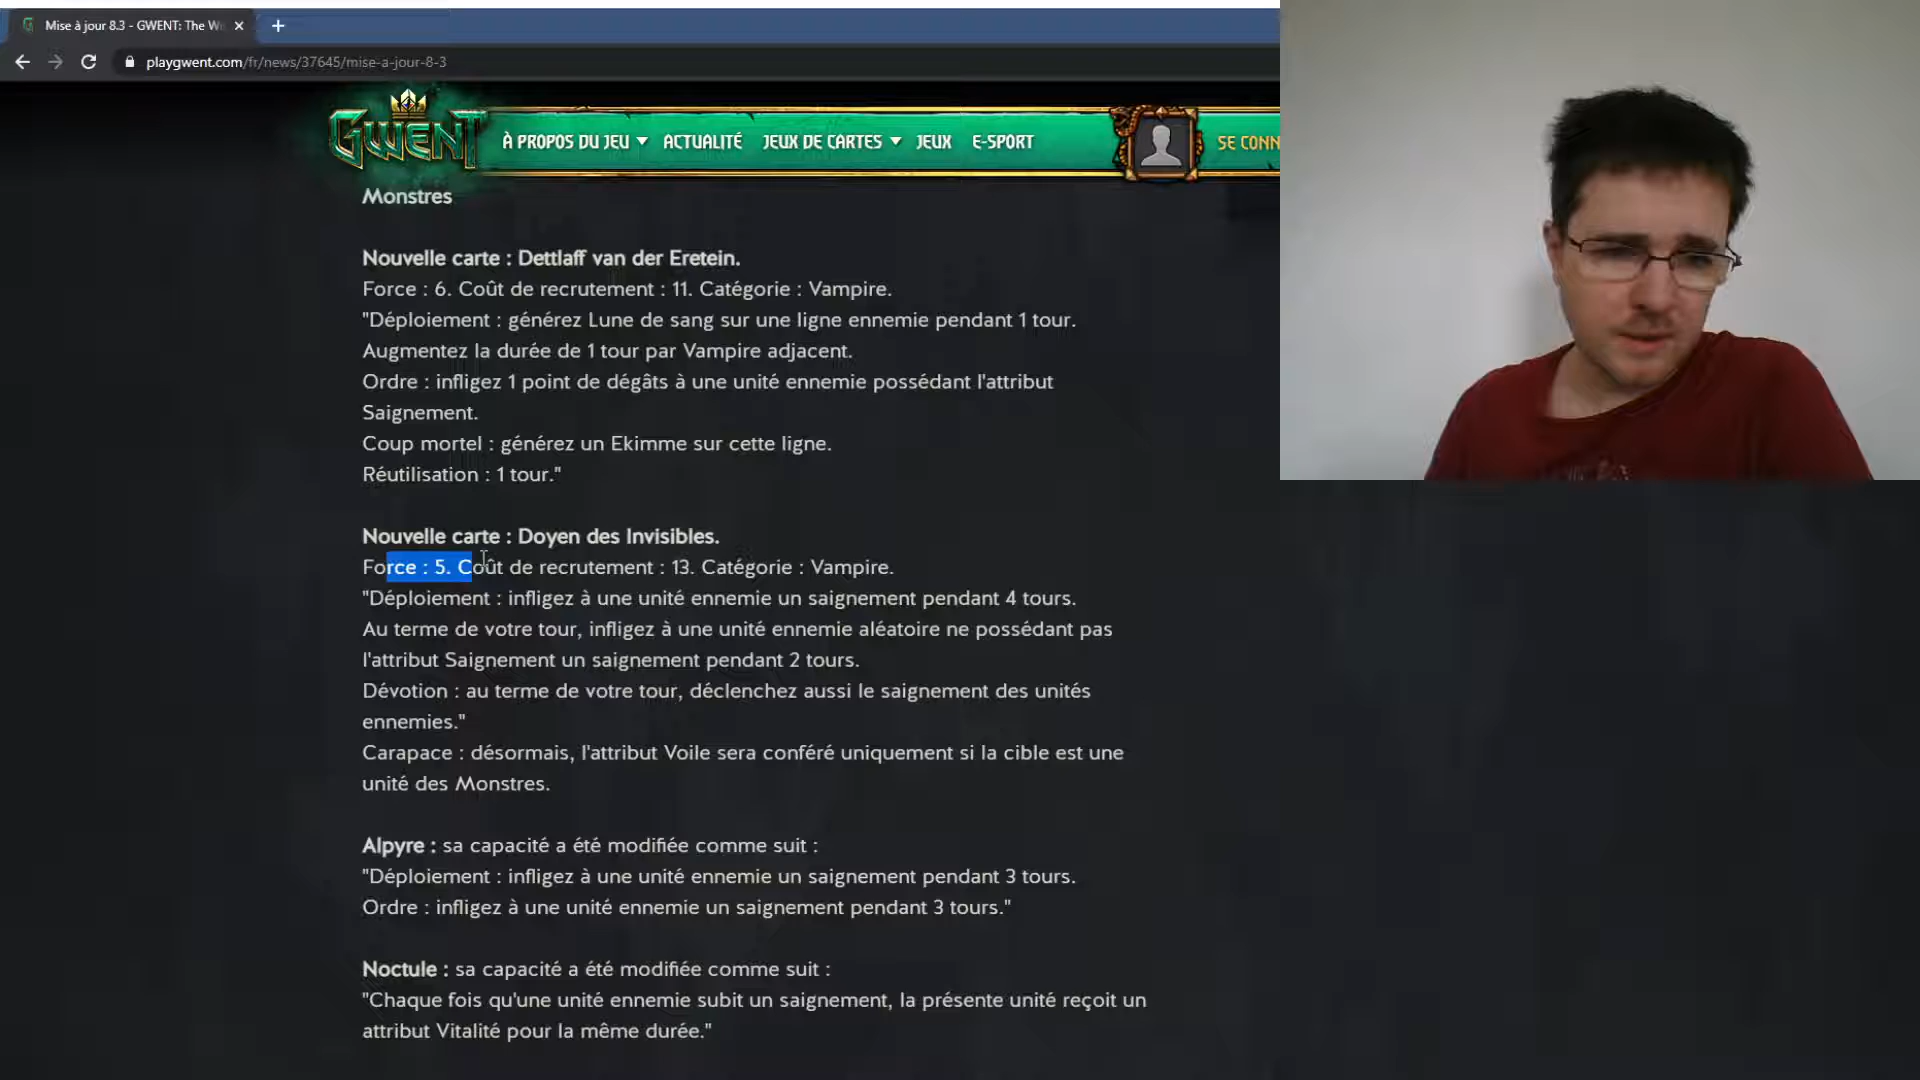 Mise à jour 8.3 - GWENT: The W
playgwent.com/fr/news/37645/mise-a-jour-8-3
GWENT
À PROPOS DU JEU
ACTUALITÉ
JEUX DE CARTES
JEUX
E-SPORT
SE CONN
Monstres
Nouvelle carte : Dettlaff van der Eretein.
Force : 6. Coût de recrutement : 11. Catégorie : Vampire.
"Déploiement : générez Lune de sang sur une ligne ennemie pendant 1 tour.
Augmentez la durée de 1 tour par Vampire adjacent.
Ordre : infligez 1 point de dégâts à une unité ennemie possédant l'attribut
Saignement.
Coup mortel : générez un Ekimme sur cette ligne.
Réutilisation : 1 tour."
Nouvelle carte : Doyen des Invisibles.
Force : 5. Coût de recrutement : 13. Catégorie : Vampire.
"Déploiement : infligez à une unité ennemie un saignement pendant 4 tours.
Au terme de votre tour, infligez à une unité ennemie aléatoire ne possédant pas
l'attribut Saignement un saignement pendant 2 tours.
Dévotion : au terme de votre tour, déclenchez aussi le saignement des unités
ennemies."
Carapace : désormais, l'attribut Voile sera conféré uniquement si la cible est une
unité des Monstres.
Alpyre : sa capacité a été modifiée comme suit :
"Déploiement : infligez à une unité ennemie un saignement pendant 3 tours.
Ordre : infligez à une unité ennemie un saignement pendant 3 tours."
Noctule : sa capacité a été modifiée comme suit :
"Chaque fois qu'une unité ennemie subit un saignement, la présente unité reçoit un
attribut Vitalité pour la même durée."